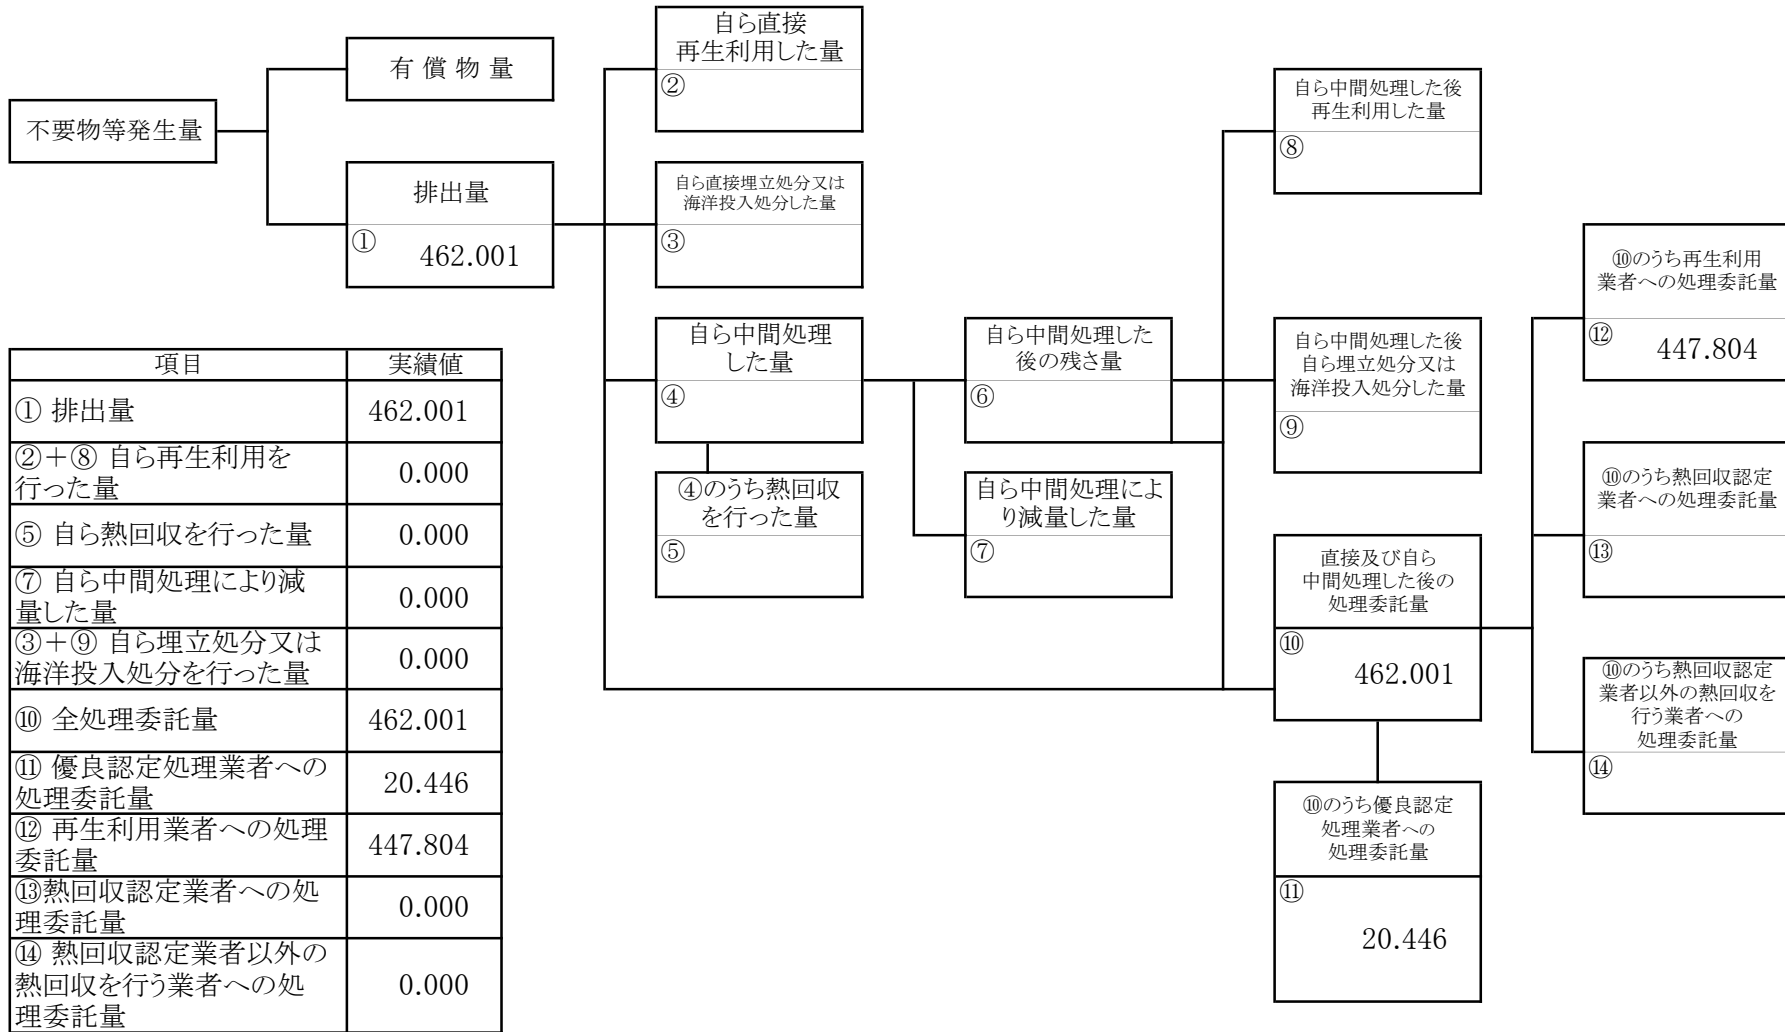 不要物等発生量
有 償 物 量
排出量
①
462.001
自ら直接
再生利用した量
②
自ら直接埋立処分又は
海洋投入処分した量
③
自ら中間処理
した量
④
④のうち熱回収
を行った量
⑤
自ら中間処理した
後の残さ量
⑥
自ら中間処理によ
り減量した量
⑦
自ら中間処理した後
再生利用した量
⑧
自ら中間処理した後
自ら埋立処分又は
海洋投入処分した量
⑨
直接及び自ら
中間処理した後の
処理委託量
⑩
462.001
⑩のうち優良認定
処理業者への
処理委託量
⑪
20.446
⑩のうち再生利用
業者への処理委託量
⑫
447.804
⑩のうち熱回収認定
業者への処理委託量
⑬
⑩のうち熱回収認定
業者以外の熱回収を
行う業者への
処理委託量
⑭
項目 実績値
① 排出量 462.001
②+⑧ 自ら再生利用を
行った量 0.000
⑤ 自ら熱回収を行った量 0.000
⑦ 自ら中間処理により減
量した量 0.000
③+⑨ 自ら埋立処分又は
海洋投入処分を行った量 0.000
⑩ 全処理委託量 462.001
⑪ 優良認定処理業者への
処理委託量 20.446
⑫ 再生利用業者への処理
委託量 447.804
⑬熱回収認定業者への処
理委託量 0.000
⑭ 熱回収認定業者以外の
熱回収を行う業者への処
理委託量 0.000